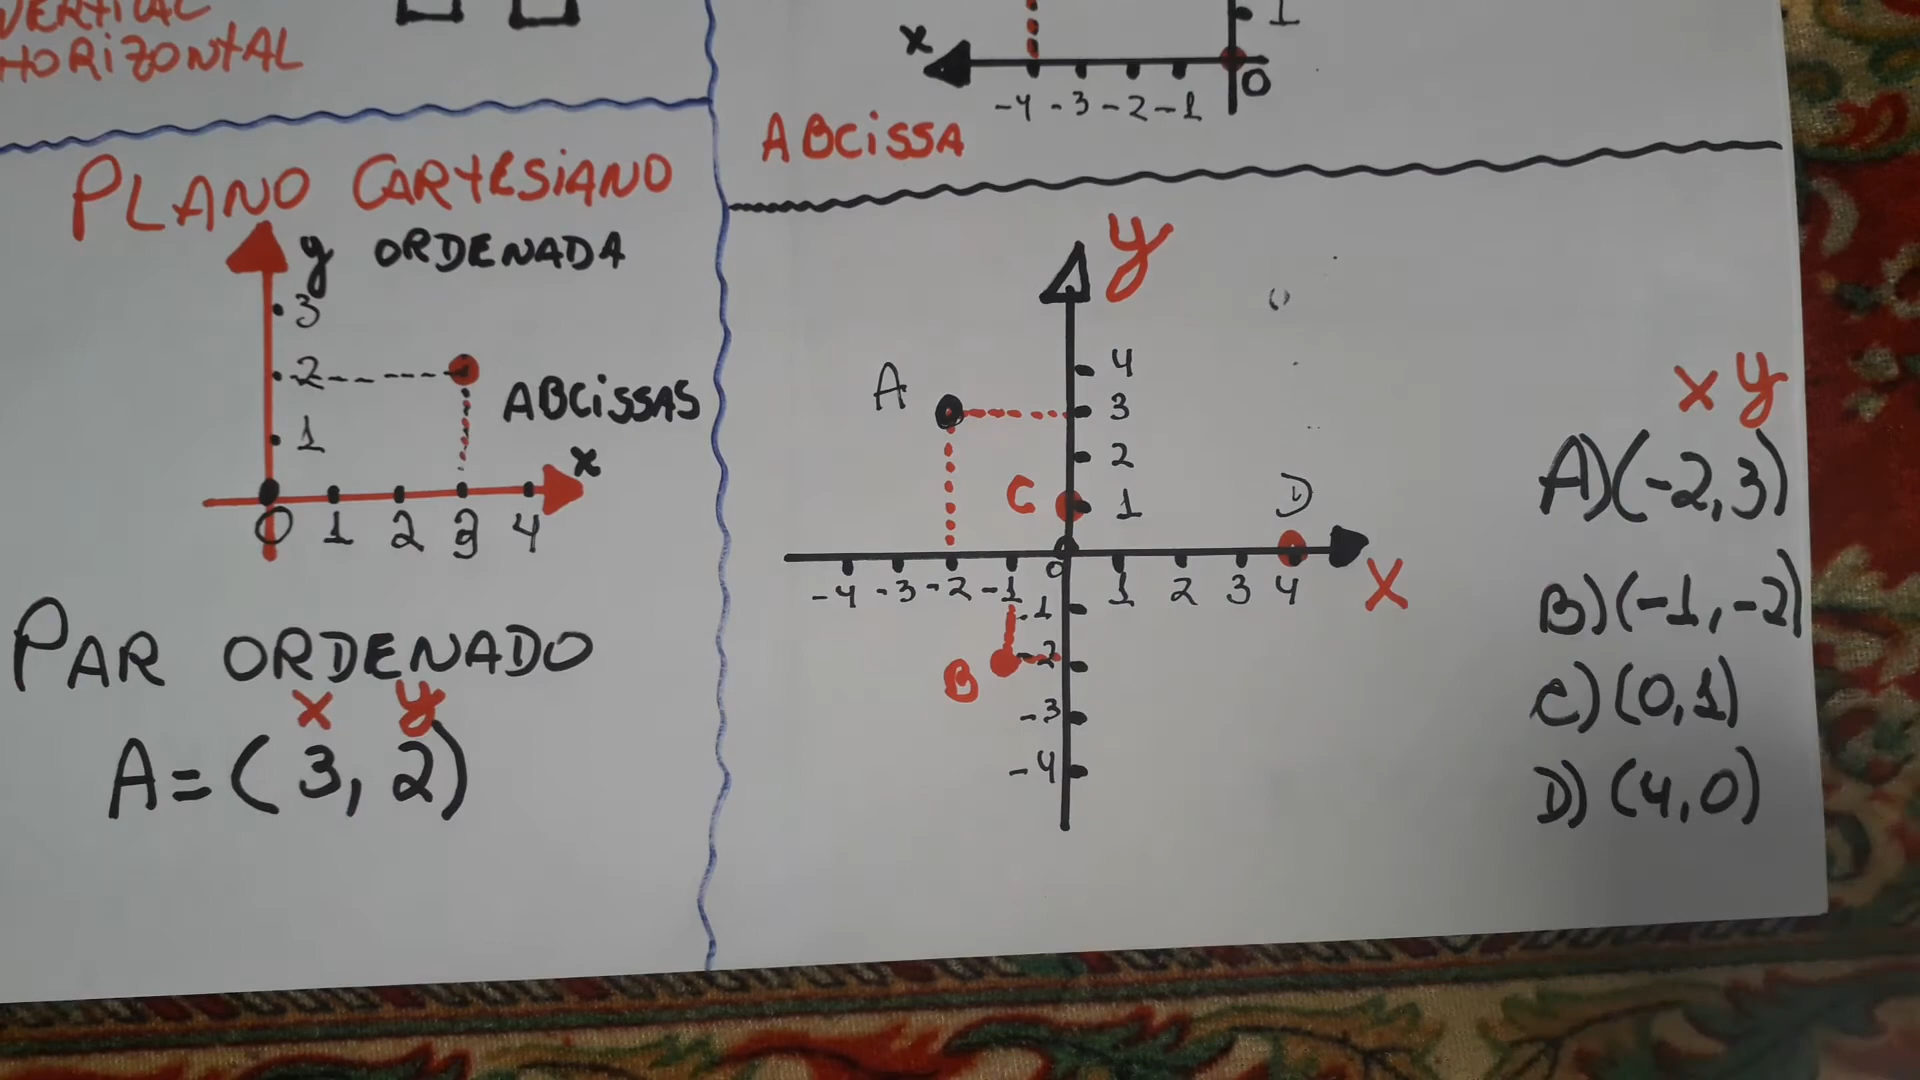 VERTICAL
HORIZONTAL
PLANO CARTESIANO
y ORDENADA
3
2
1
ABCISSAS
x
0 1 2 3 4
PAR ORDENADO
x y
A=(3,2)
1
x
0
-4 -3 -2 -1
ABCISSA
y
4
A
3
2
C
1
D
0
-4 -3 -2 -1 1 2 3 4
x
-1
-2
B
-3
-4
x y
A)(-2,3)
B)(-1,-2)
C)(0,1)
D)(4,0)